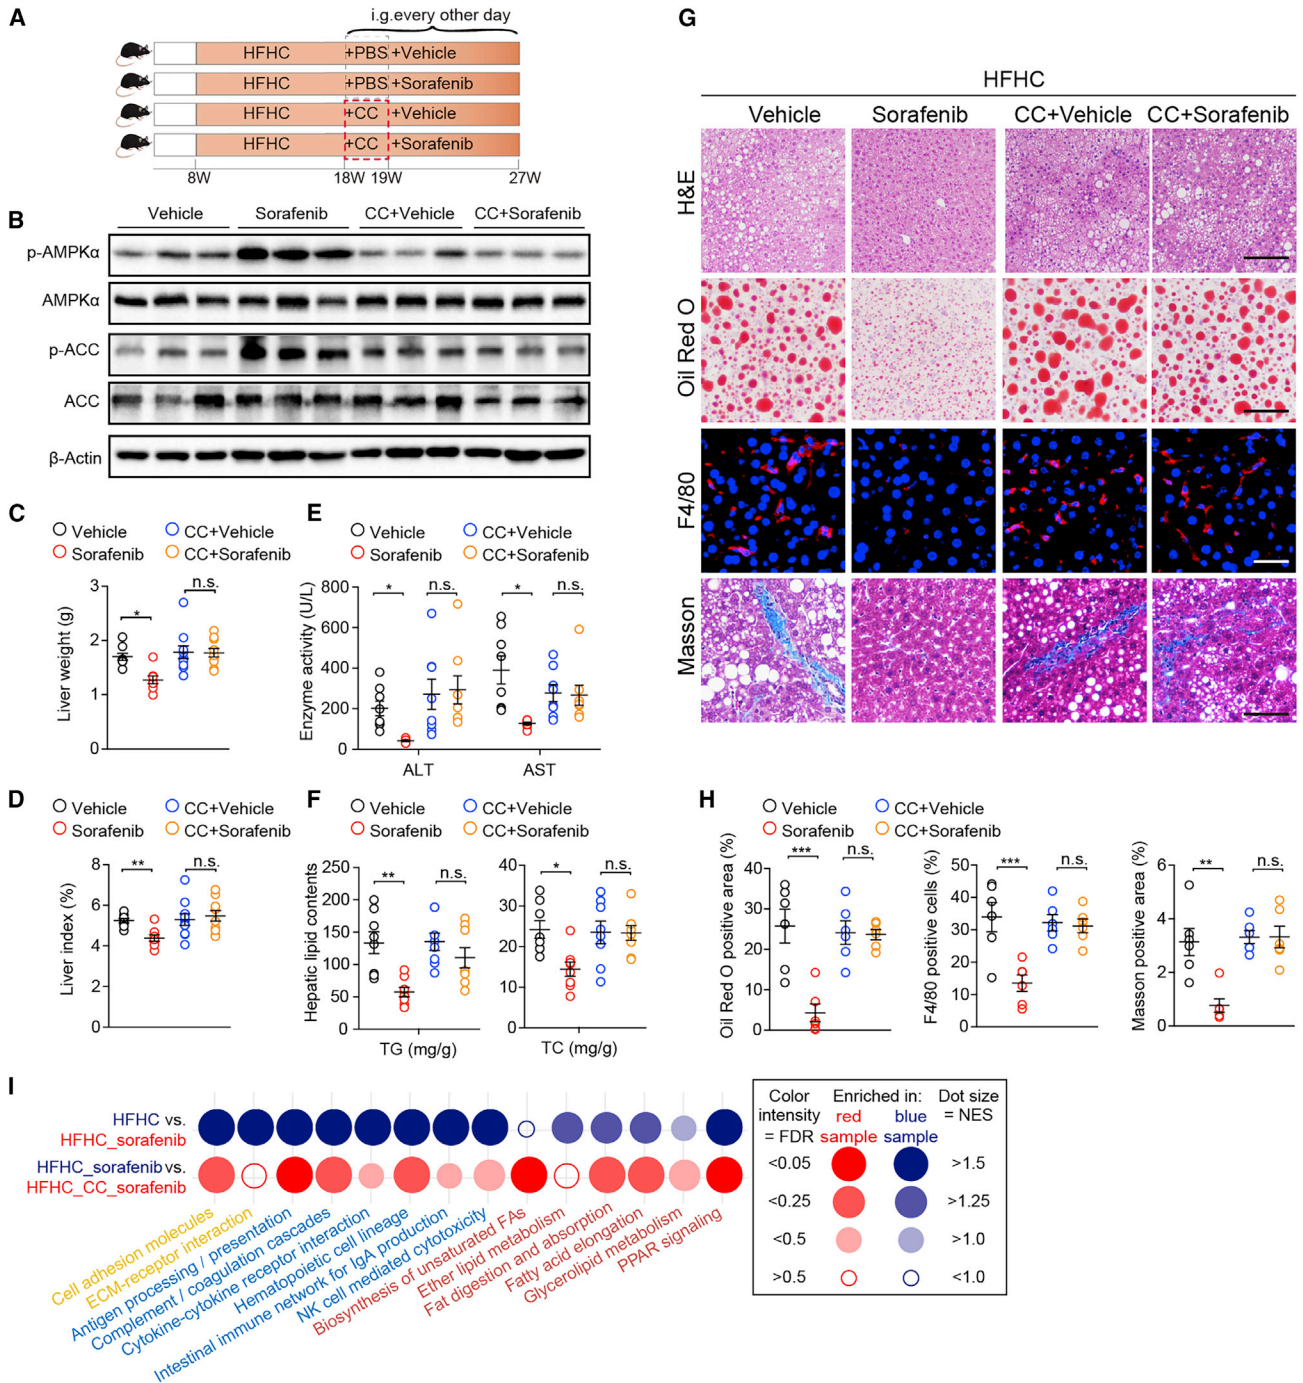 A
i.g.every other day
HFHC +PBS +Vehicle
HFHC +PBS +Sorafenib
HFHC +CC +Vehicle
HFHC +CC +Sorafenib
8W 18W 19W 27W
B
Vehicle Sorafenib CC+Vehicle CC+Sorafenib
p-AMPKα
AMPKα
p-ACC
ACC
β-Actin
C
Vehicle CC+Vehicle
Sorafenib CC+Sorafenib
Liver weight (g)
3
2
1
0
* n.s.
E
Vehicle CC+Vehicle
Sorafenib CC+Sorafenib
Enzyme activity (U/L)
800
600
400
200
0
* n.s. * n.s.
ALT AST
D
Vehicle CC+Vehicle
Sorafenib CC+Sorafenib
Liver index (%)
8
6
4
2
0
** n.s.
F
Vehicle CC+Vehicle
Sorafenib CC+Sorafenib
Hepatic lipid contents
250
200
150
100
50
0
** n.s.
TG (mg/g)
40
30
20
10
0
* n.s.
TC (mg/g)
G
HFHC
Vehicle Sorafenib CC+Vehicle CC+Sorafenib
H&E
Oil Red O
F4/80
Masson
H
Vehicle CC+Vehicle
Sorafenib CC+Sorafenib
Oil Red O positive area (%)
40
30
20
10
0
*** n.s.
F4/80 positive cells (%)
50
40
30
20
10
0
*** n.s.
Masson positive area (%)
6
4
2
0
** n.s.
I
HFHC vs.
HFHC_sorafenib
HFHC_sorafenib vs.
HFHC_CC_sorafenib
Cell adhesion molecules
ECM-receptor interaction
Antigen processing / presentation
Complement / coagulation cascades
Cytokine-cytokine receptor interaction
Hematopoietic cell lineage
Intestinal immune network for IgA production
NK cell mediated cytotoxicity
Biosynthesis of unsaturated FAs
Ether lipid metabolism
Fat digestion and absorption
Fatty acid elongation
Glycerolipid metabolism
PPAR signaling
Color Enriched in: Dot size
intensity red blue = NES
= FDR sample sample
<0.05 >1.5
<0.25 >1.25
<0.5 >1.0
>0.5 <1.0